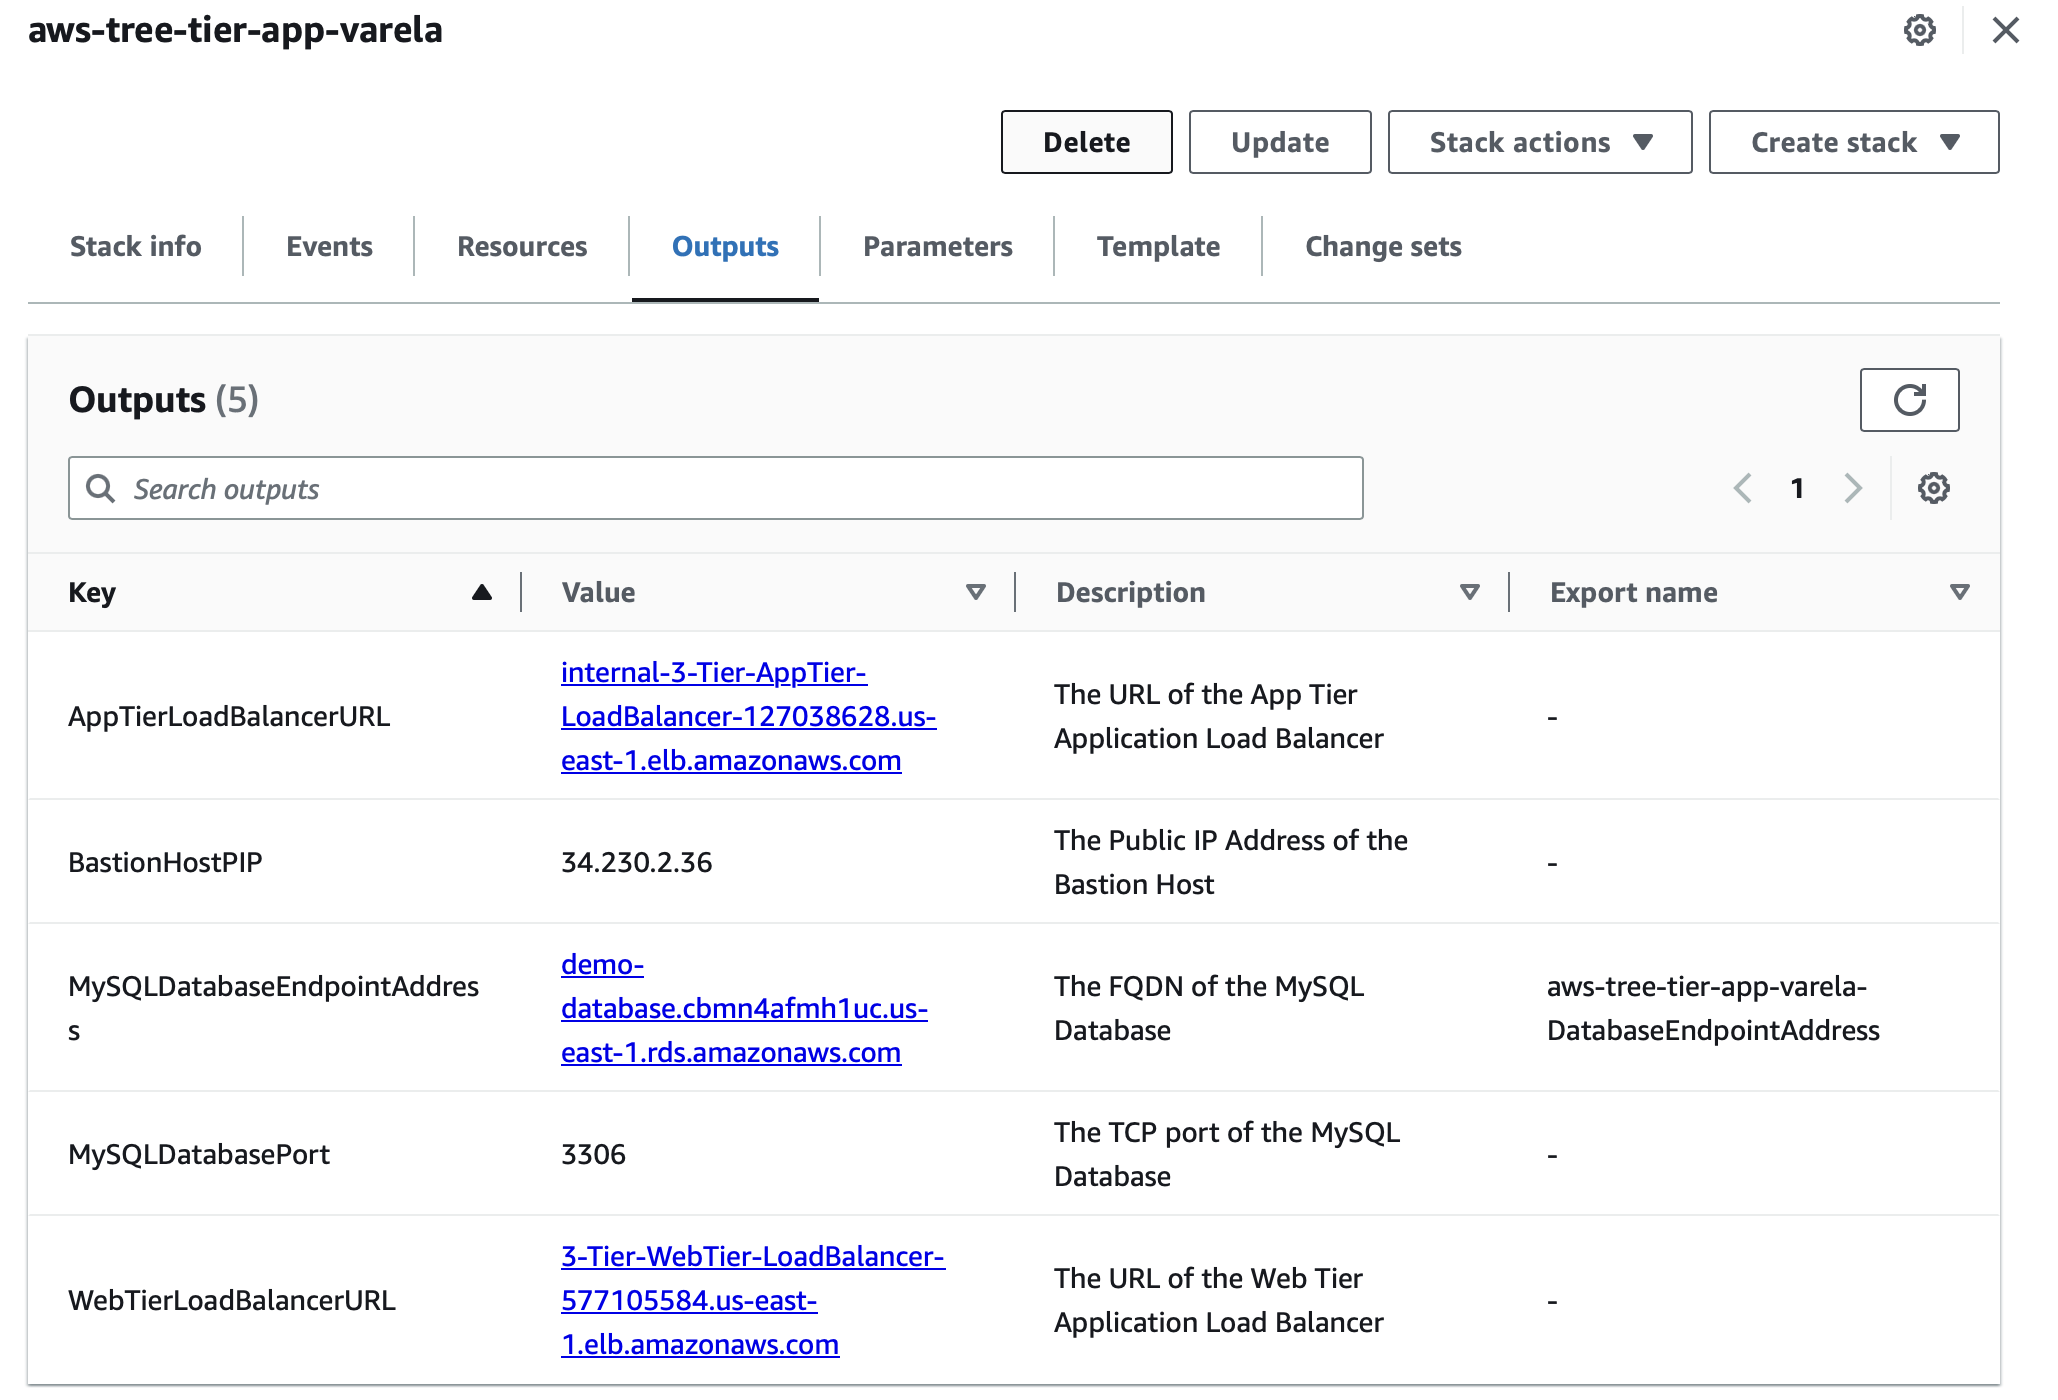 aws-tree-tier-app-varela
Delete
Update
Stack actions
Create stack
Stack info
Events
Resources
Outputs
Parameters
Template
Change sets
Outputs (5)
Search outputs
1
Key
Value
Description
Export name
AppTierLoadBalancerURL
internal-3-Tier-AppTier-
LoadBalancer-127038628.us-
east-1.elb.amazonaws.com
The URL of the App Tier
Application Load Balancer
-
BastionHostPIP
34.230.2.36
The Public IP Address of the
Bastion Host
-
MySQLDatabaseEndpointAddres
s
demo-
database.cbmn4afmh1uc.us-
east-1.rds.amazonaws.com
The FQDN of the MySQL
Database
aws-tree-tier-app-varela-
DatabaseEndpointAddress
MySQLDatabasePort
3306
The TCP port of the MySQL
Database
-
WebTierLoadBalancerURL
3-Tier-WebTier-LoadBalancer-
577105584.us-east-
1.elb.amazonaws.com
The URL of the Web Tier
Application Load Balancer
-